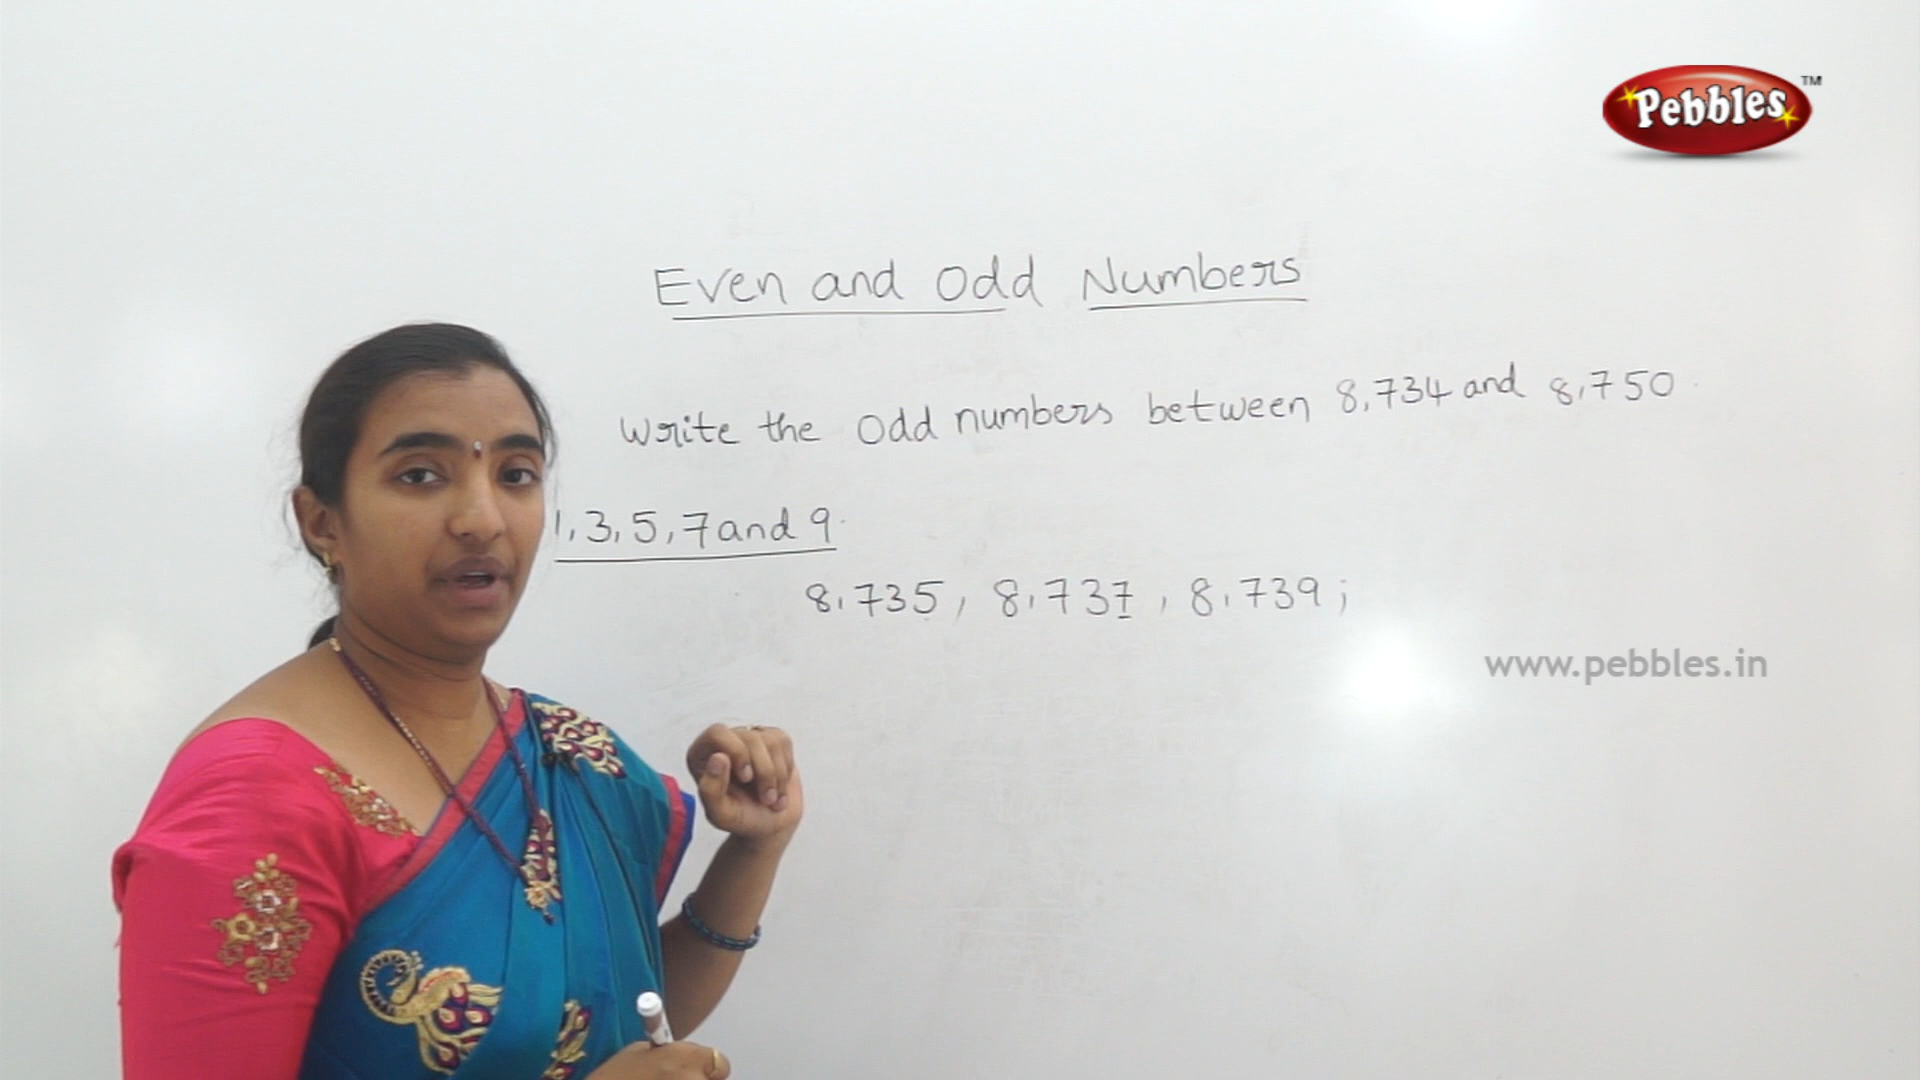 Pebbles TM
Even and Odd Numbers
Write the Odd numbers between 8,734 and 8,750
1, 3, 5, 7 and 9.
8,735, 8,737, 8,739;
www.pebbles.in